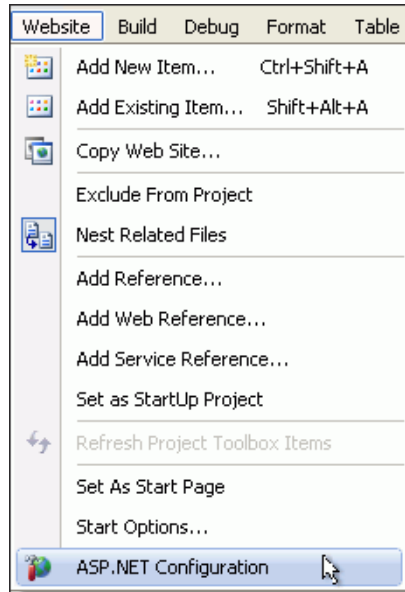 Website Build Debug Format Table
Add New Item... Ctrl+Shift+A
Add Existing Item... Shift+Alt+A
Copy Web Site...
Exclude From Project
Nest Related Files
Add Reference...
Add Web Reference...
Add Service Reference...
Set as StartUp Project
Refresh Project Toolbox Items
Set As Start Page
Start Options...
ASP.NET Configuration